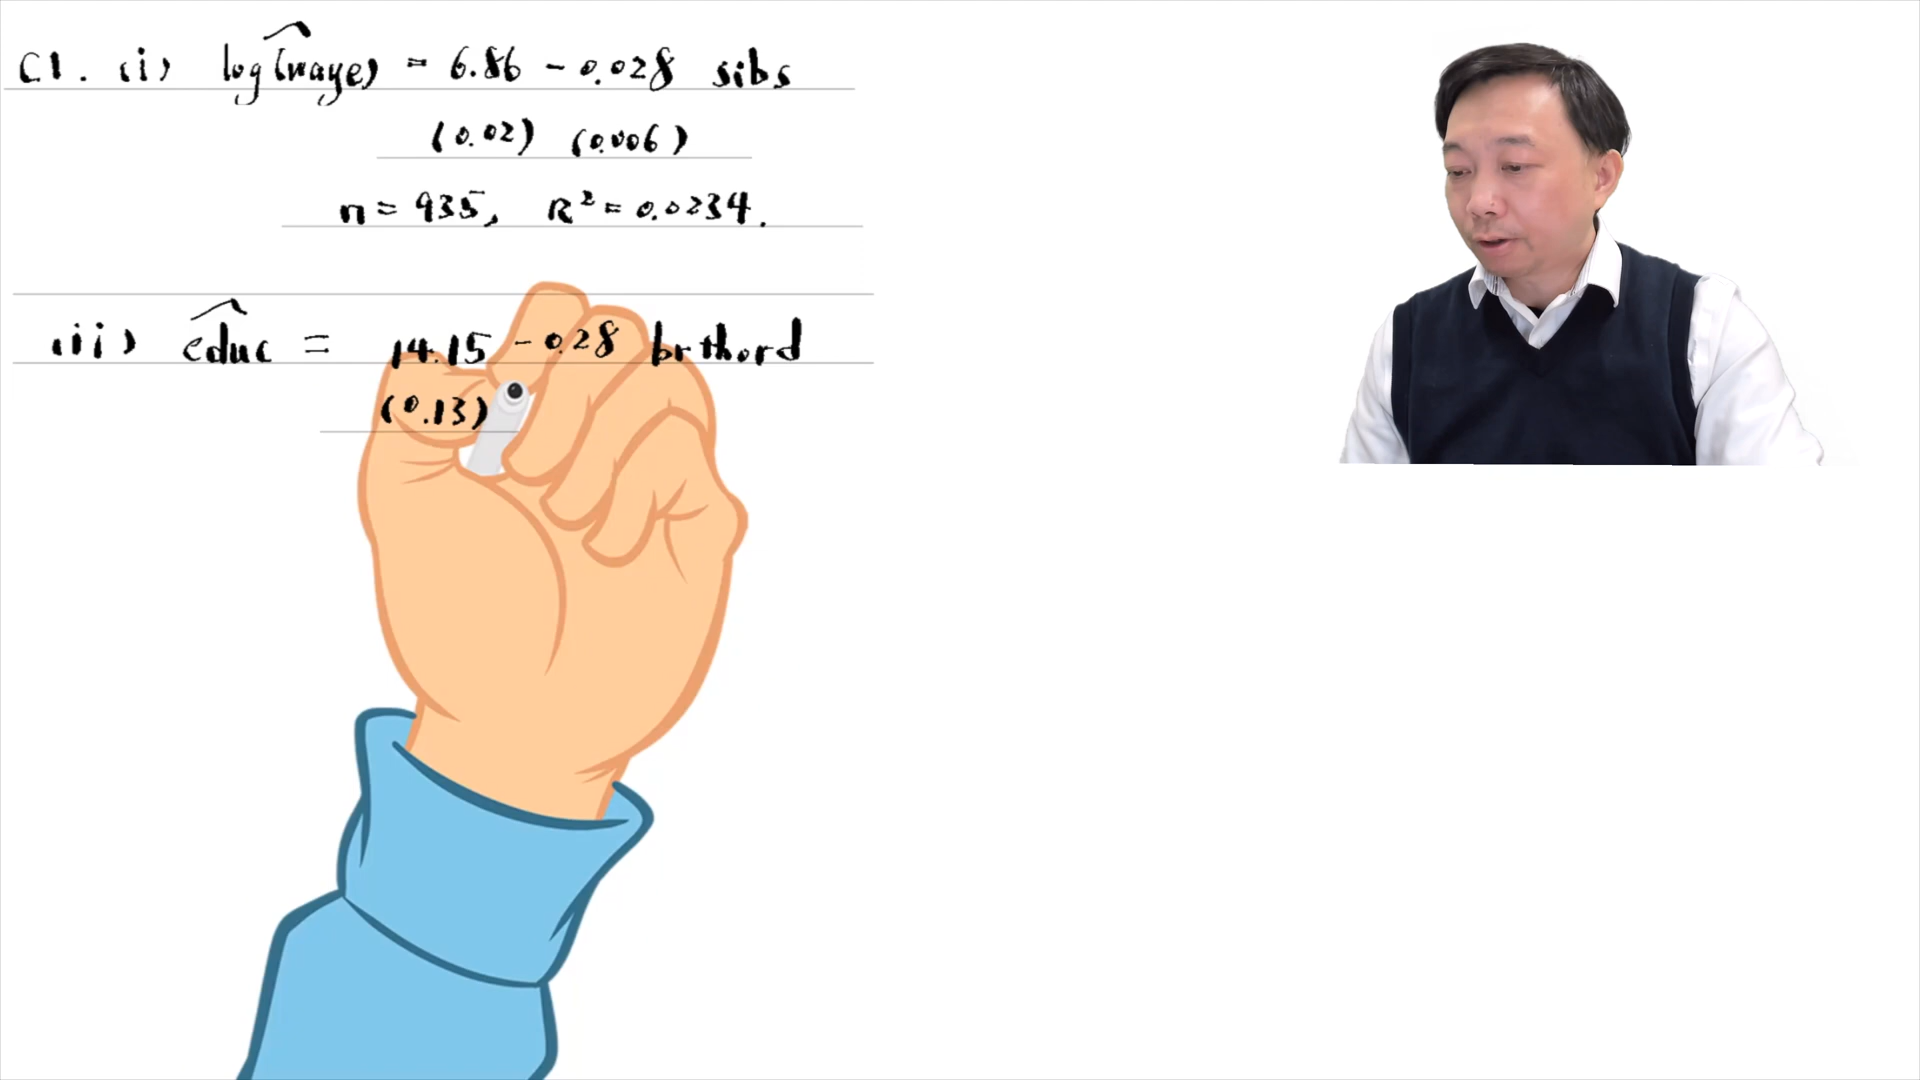 C1. (i) log(wage) = 6.86 - 0.028 sibs
(0.02) (0.006)
n = 935, R² = 0.0234.
(ii) educ = 14.15 - 0.28 brthord
(0.13)